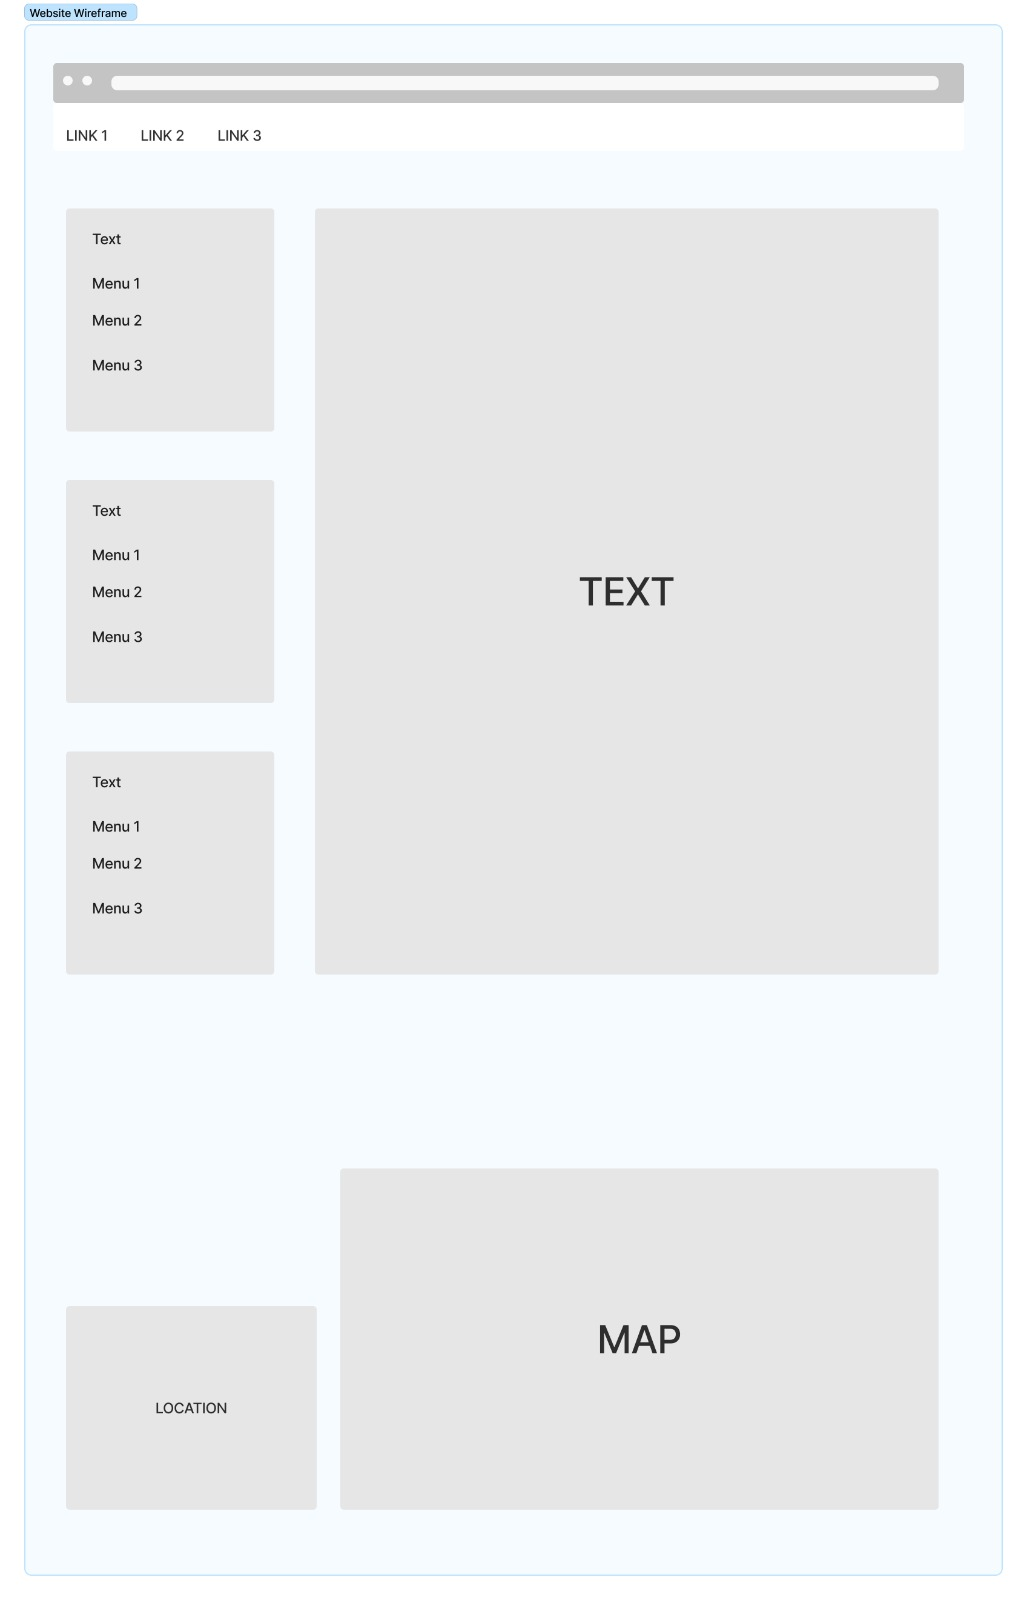 Website Wireframe
LINK 1 LINK 2 LINK 3
Text
Menu 1
Menu 2
Menu 3
Text
Menu 1
Menu 2
Menu 3
Text
Menu 1
Menu 2
Menu 3
TEXT
MAP
LOCATION